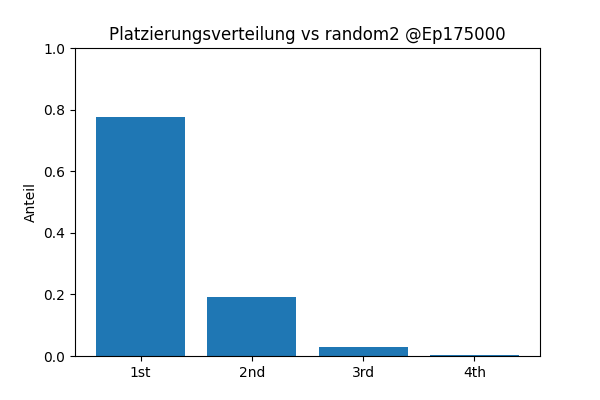 Platzierungsverteilung vs random2 @Ep175000
1.0
0.8
0.6
0.4
0.2
0.0
Anteil
1st
2nd
3rd
4th